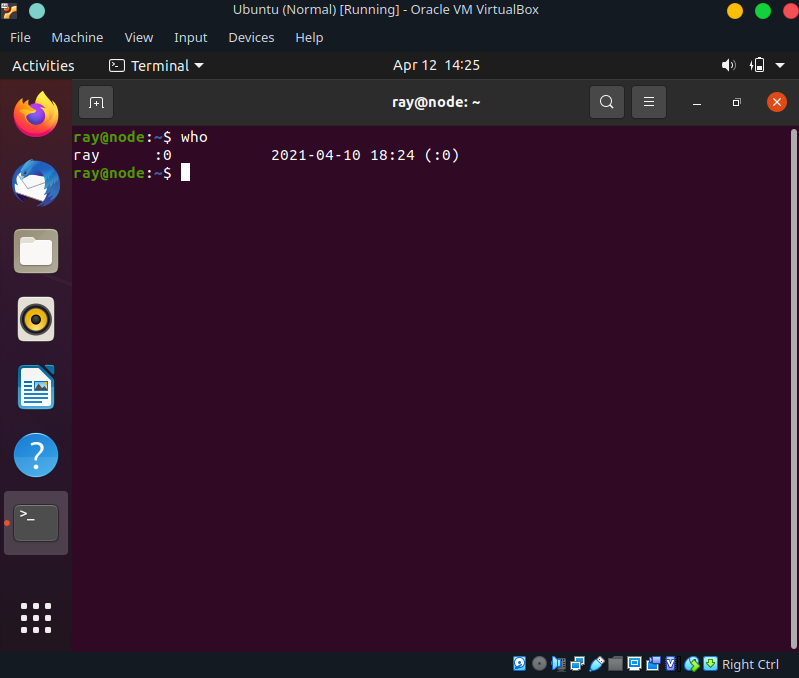 Ubuntu (Normal) [Running] - Oracle VM VirtualBox
File Machine View Input Devices Help
Activities Terminal Apr 12 14:25
ray@node: ~
ray@node:~$ who
ray :0 2021-04-10 18:24 (:0)
ray@node:~$
Right Ctrl